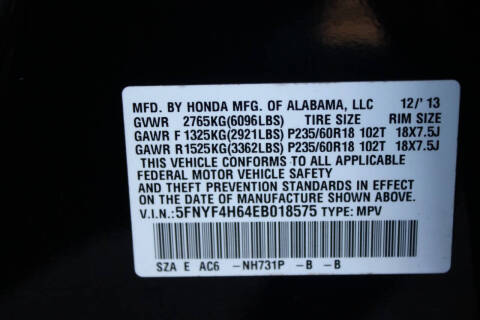 MFD. BY HONDA MFG. OF ALABAMA, LLC 12/'13
GVWR 2765KG(6096LBS) TIRE SIZE RIM SIZE
GAWR F 1325KG(2921LBS) P235/60R18 102T 18X7.5J
GAWR R1525KG(3362LBS) P235/60R18 102T 18X7.5J
THIS VEHICLE CONFORMS TO ALL APPLICABLE
FEDERAL MOTOR VEHICLE SAFETY
AND THEFT PREVENTION STANDARDS IN EFFECT
ON THE DATE OF MANUFACTURE SHOWN ABOVE.
V.I.N.:5FNYF4H64EB018575 TYPE: MPV
SZA E AC6 -NH731P -B -B